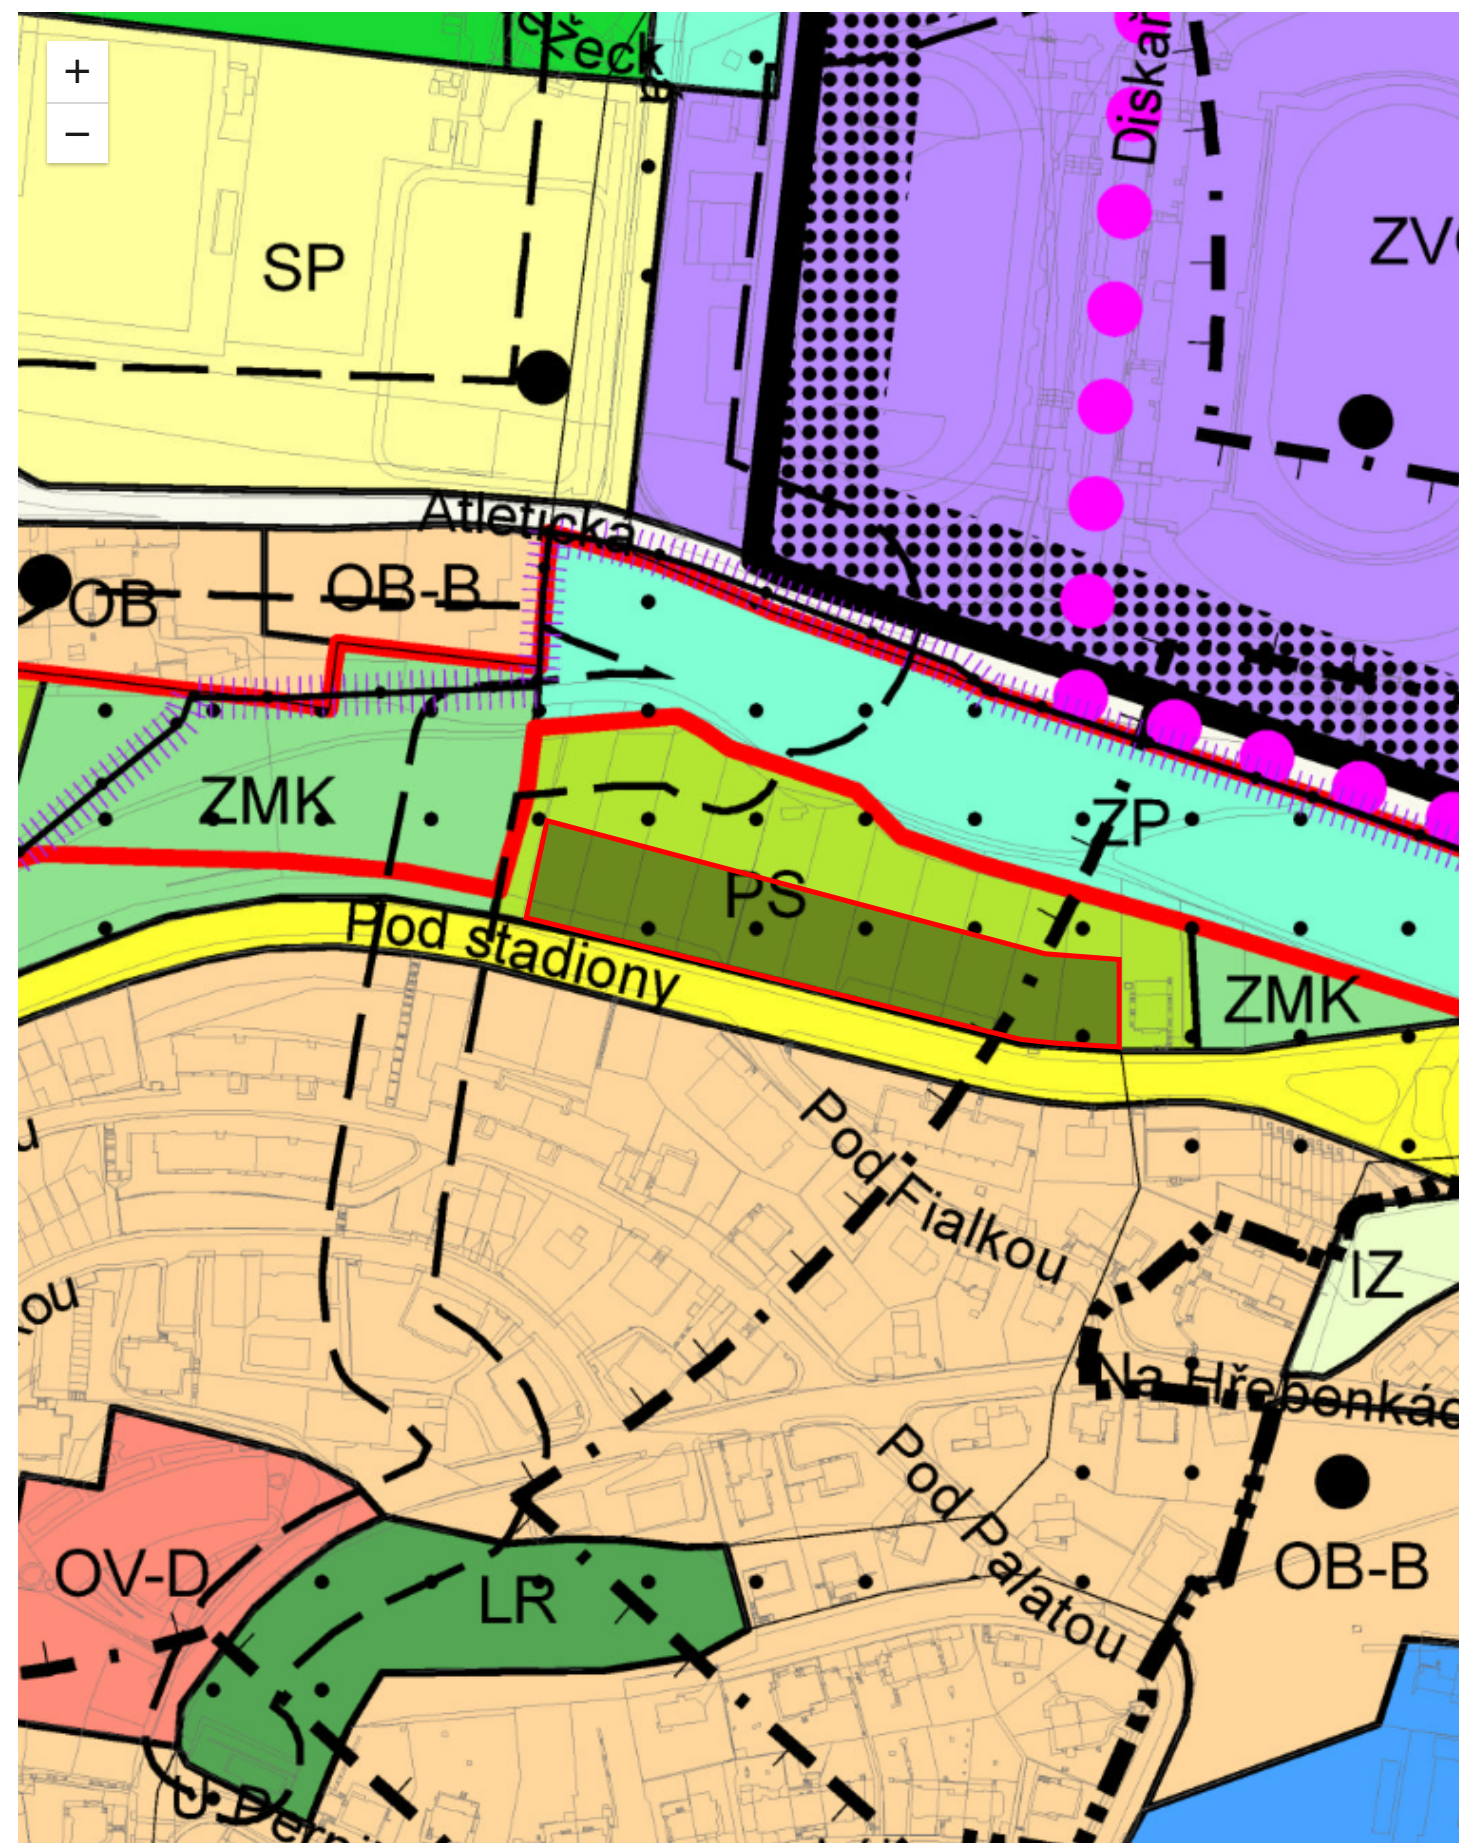 +
−
SP
Diskař
Atletická
OB
OB-B
ZMK
ZP
PS
Pod stadiony
ZMK
Pod Fialkou
IZ
Na Hřebenkác
Pod Palatou
OV-D
LR
OB-B